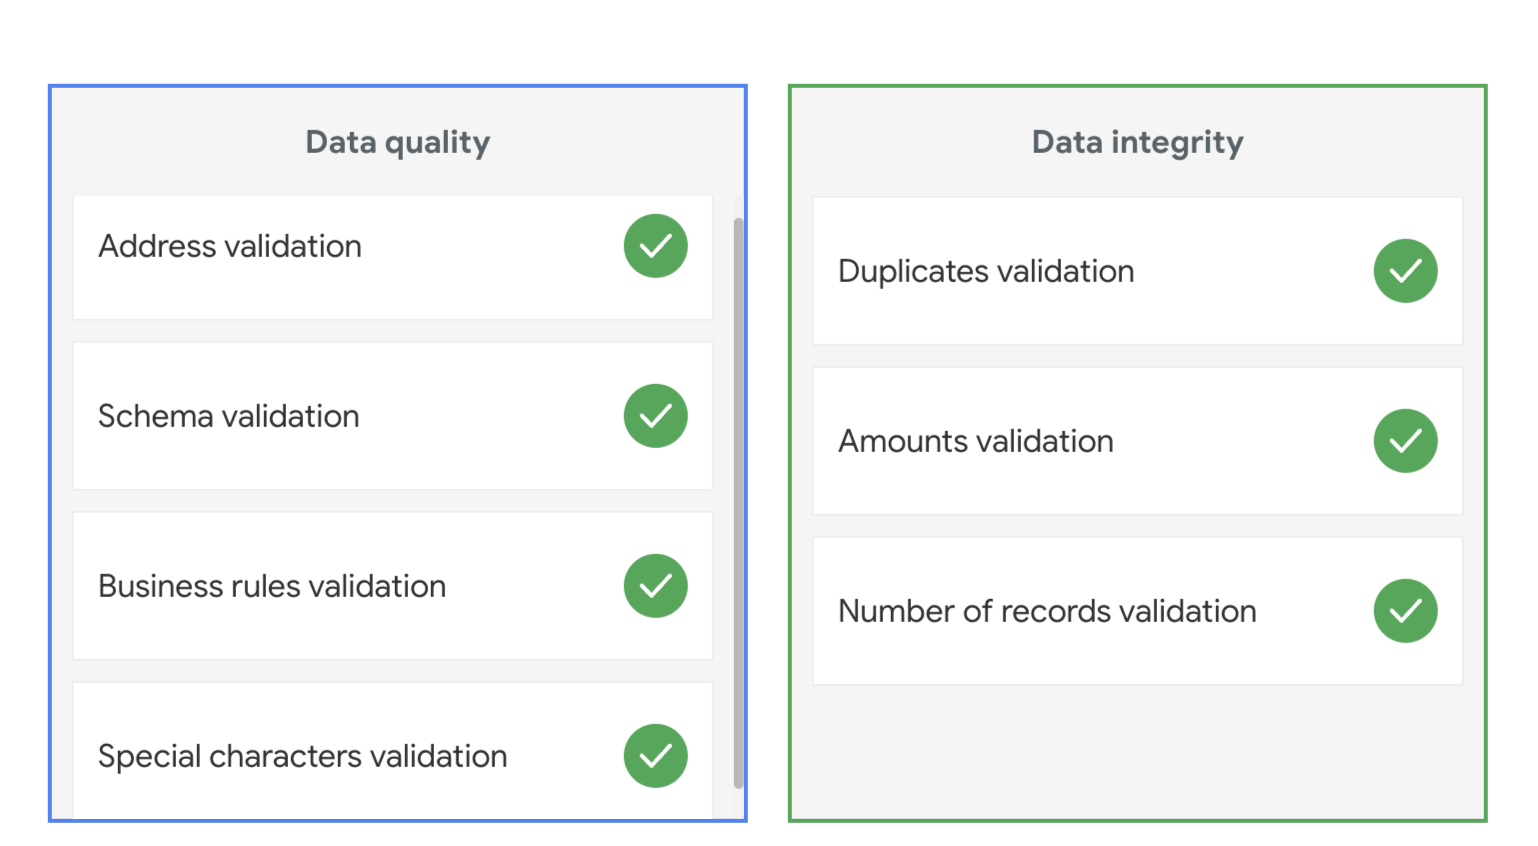 Data quality
Address validation
Schema validation
Business rules validation
Special characters validation
Data integrity
Duplicates validation
Amounts validation
Number of records validation